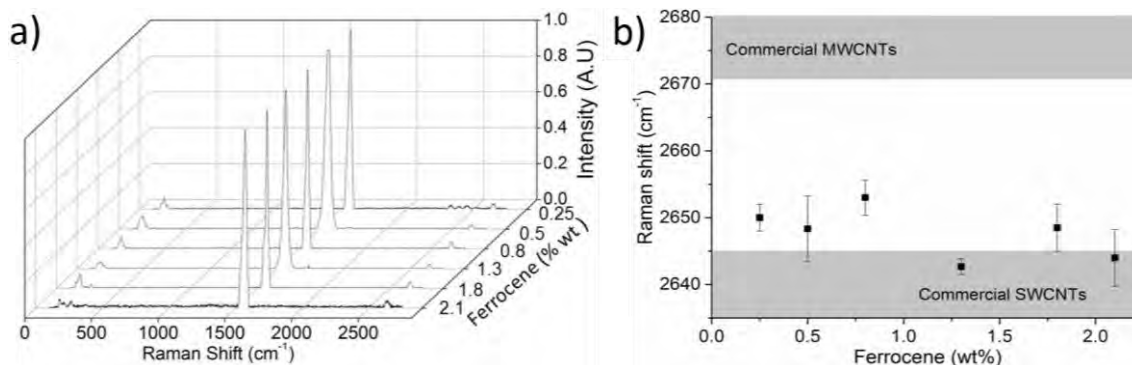 a)
1.0
0.8
0.6
0.4
0.2
0.0
Intensity (A.U)
0.25
0.5
0.8
1.3
1.8
2.1
Ferrocene (% wt)
0 500 1000 1500 2000 2500
Raman Shift (cm⁻¹)
b)
2680
2670
2660
2650
2640
Raman shift (cm⁻¹)
Commercial MWCNTs
Commercial SWCNTs
0.0 0.5 1.0 1.5 2.0
Ferrocene (wt%)